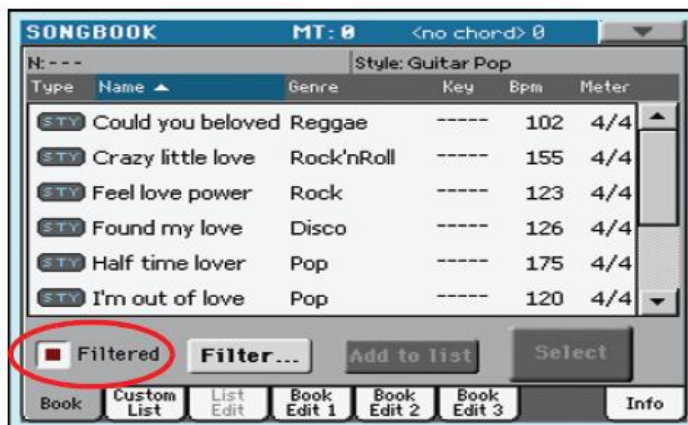 SONGBOOK MT: 0 <no chord> 0
N: - - - Style: Guitar Pop
Type Name Genre Key Bpm Meter
STY Could you beloved Reggae ----- 102 4/4
STY Crazy little love Rock'nRoll ----- 155 4/4
STY Feel love power Rock ----- 123 4/4
STY Found my love Disco ----- 126 4/4
STY Half time lover Pop ----- 175 4/4
STY I'm out of love Pop ----- 120 4/4
Filtered Filter... Add to list Select
Book Custom List List Edit Book Edit 1 Book Edit 2 Book Edit 3 Info